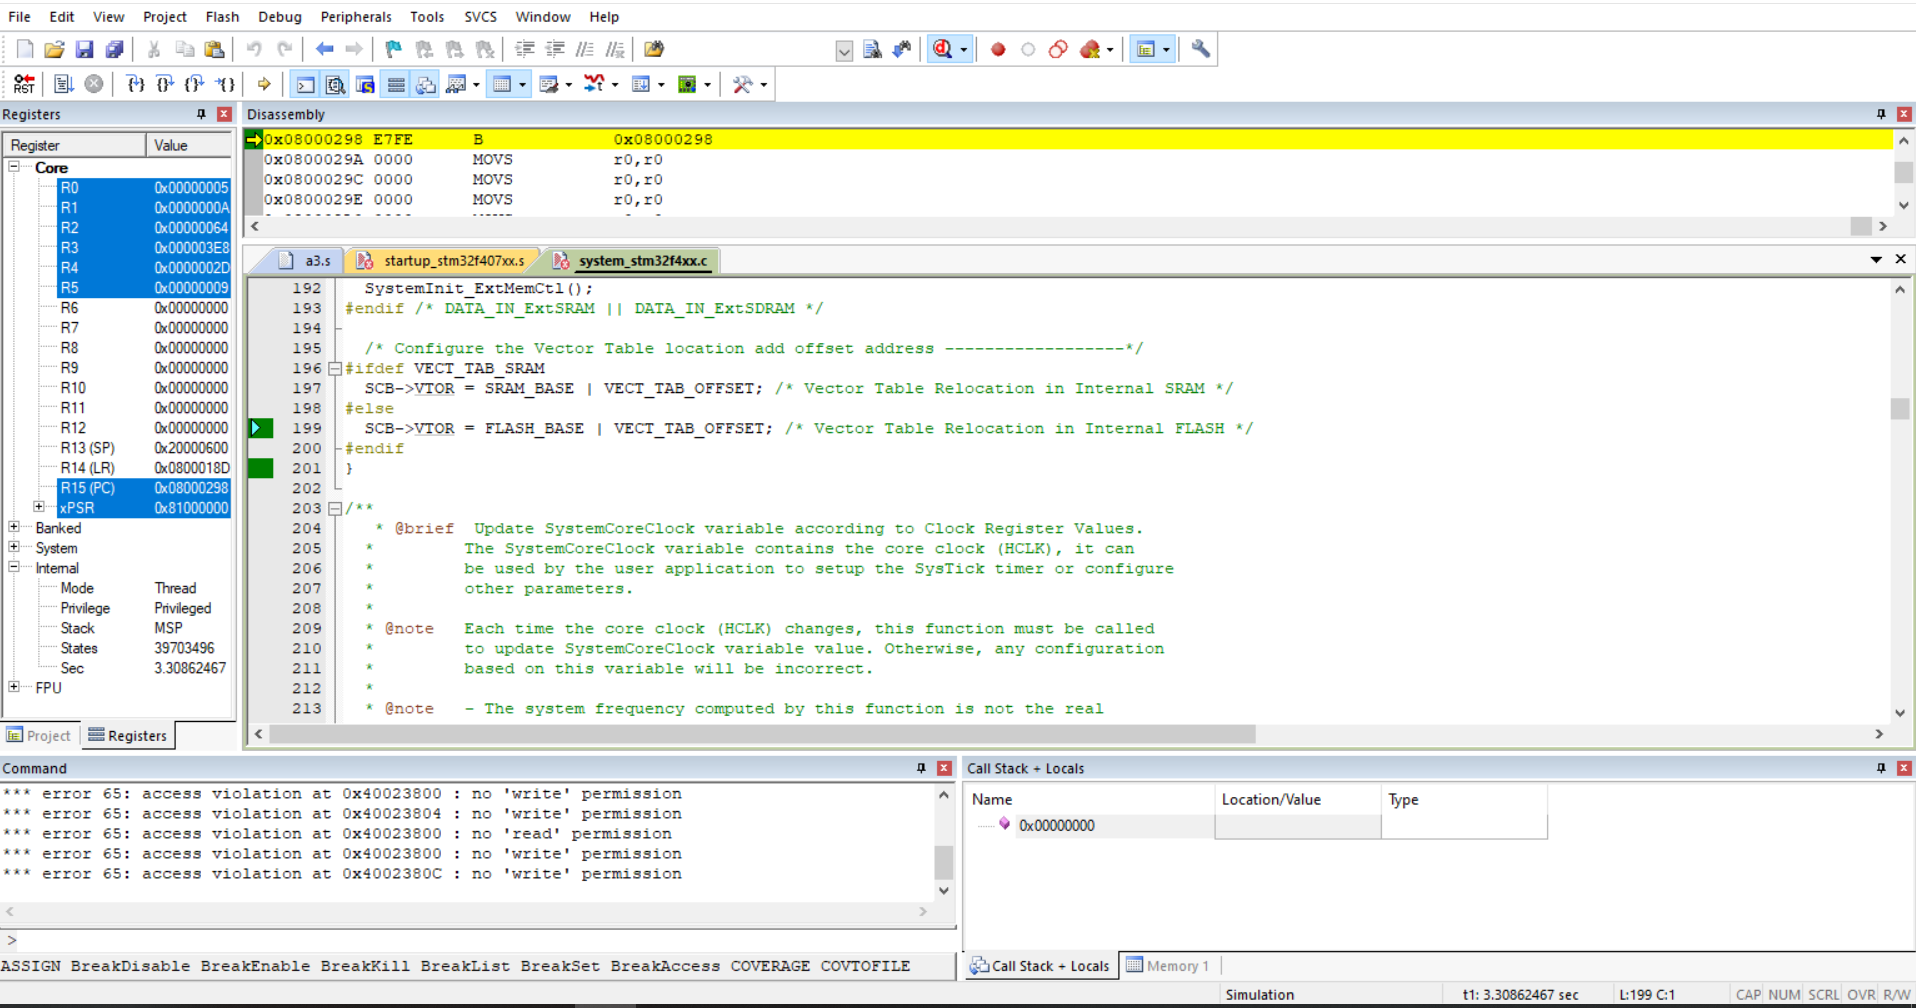 File Edit View Project Flash Debug Peripherals Tools SVCS Window Help
Registers
Register Value
Core
R0 0x00000005
R1 0x0000000A
R2 0x00000064
R3 0x000003E8
R4 0x0000002D
R5 0x00000009
R6 0x00000000
R7 0x00000000
R8 0x00000000
R9 0x00000000
R10 0x00000000
R11 0x00000000
R12 0x00000000
R13 (SP) 0x20000600
R14 (LR) 0x0800018D
R15 (PC) 0x08000298
xPSR 0x81000000
Banked
System
Internal
Mode Thread
Privilege Privileged
Stack MSP
States 39703496
Sec 3.30862467
FPU
Project Registers
Disassembly
0x08000298 E7FE B 0x08000298
0x0800029A 0000 MOVS r0,r0
0x0800029C 0000 MOVS r0,r0
0x0800029E 0000 MOVS r0,r0
a3.s startup_stm32f407xx.s system_stm32f4xx.c
192 SystemInit_ExtMemCtl();
193 #endif /* DATA_IN_ExtSRAM || DATA_IN_ExtSDRAM */
194
195 /* Configure the Vector Table location add offset address ------------------*/
196 #ifdef VECT_TAB_SRAM
197 SCB->VTOR = SRAM_BASE | VECT_TAB_OFFSET; /* Vector Table Relocation in Internal SRAM */
198 #else
199 SCB->VTOR = FLASH_BASE | VECT_TAB_OFFSET; /* Vector Table Relocation in Internal FLASH */
200 #endif
201 }
202
203 /**
204 * @brief Update SystemCoreClock variable according to Clock Register Values.
205 * The SystemCoreClock variable contains the core clock (HCLK), it can
206 * be used by the user application to setup the SysTick timer or configure
207 * other parameters.
208 *
209 * @note Each time the core clock (HCLK) changes, this function must be called
210 * to update SystemCoreClock variable value. Otherwise, any configuration
211 * based on this variable will be incorrect.
212 *
213 * @note - The system frequency computed by this function is not the real
Command
*** error 65: access violation at 0x40023800 : no 'write' permission
*** error 65: access violation at 0x40023804 : no 'write' permission
*** error 65: access violation at 0x40023800 : no 'read' permission
*** error 65: access violation at 0x40023800 : no 'write' permission
*** error 65: access violation at 0x4002380C : no 'write' permission
>
ASSIGN BreakDisable BreakEnable BreakKill BreakList BreakSet BreakAccess COVERAGE COVTOFILE
Call Stack + Locals
Name Location/Value Type
0x00000000
Call Stack + Locals Memory 1
Simulation t1: 3.30862467 sec L:199 C:1 CAP NUM SCRL OVR R/W